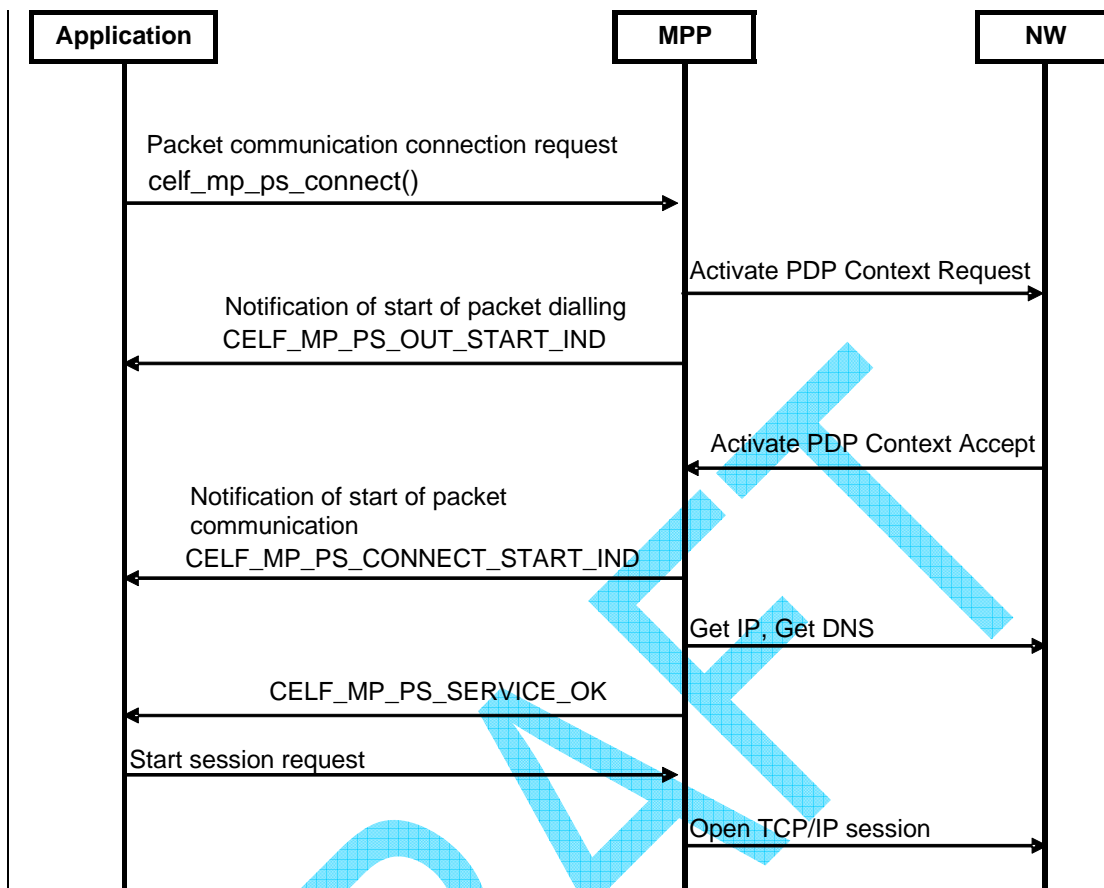 Application
MPP
NW
Packet communication connection request
celf_mp_ps_connect()
Activate PDP Context Request
Notification of start of packet dialling
CELF_MP_PS_OUT_START_IND
Activate PDP Context Accept
Notification of start of packet
communication
CELF_MP_PS_CONNECT_START_IND
Get IP, Get DNS
CELF_MP_PS_SERVICE_OK
Start session request
Open TCP/IP session